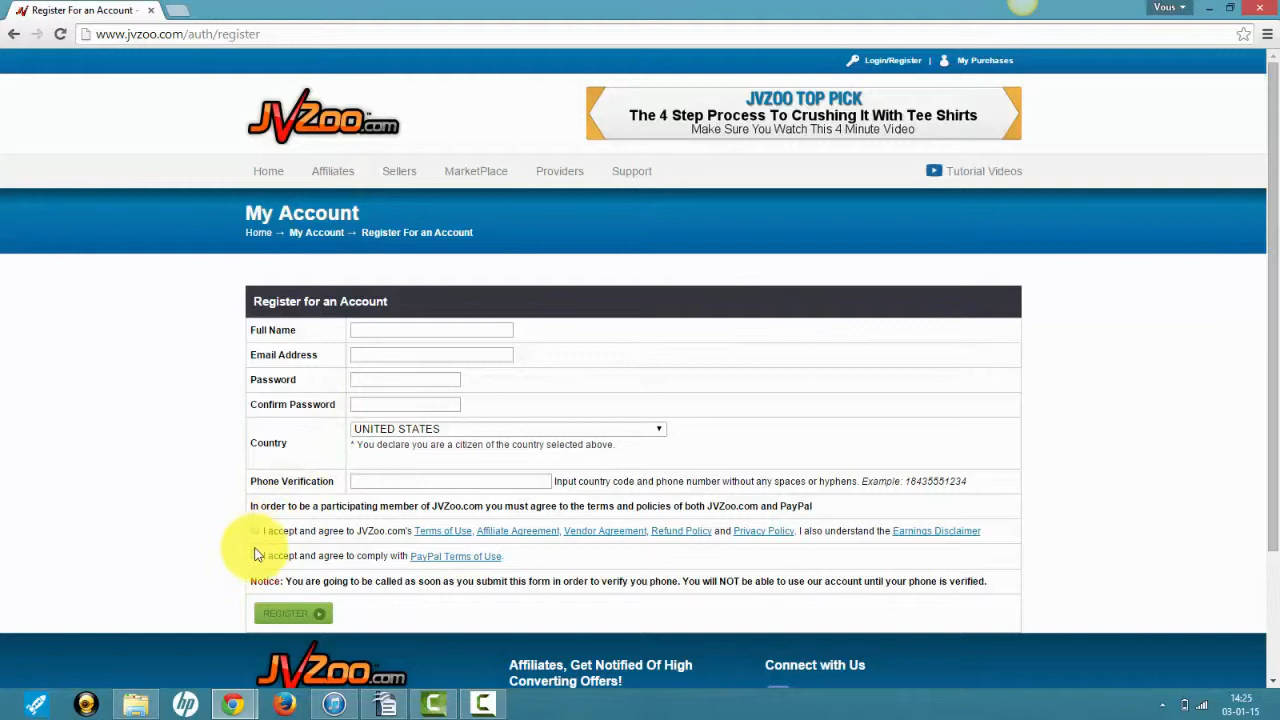 Register For an Account -
Vous
www.jvzoo.com/auth/register
Login/Register | My Purchases
JVZoo.com
JVZOO TOP PICK
The 4 Step Process To Crushing It With Tee Shirts
Make Sure You Watch This 4 Minute Video
Home Affiliates Sellers MarketPlace Providers Support Tutorial Videos
My Account
Home → My Account → Register For an Account
Register for an Account
Full Name
Email Address
Password
Confirm Password
Country UNITED STATES
* You declare you are a citizen of the country selected above.
Phone Verification Input country code and phone number without any spaces or hyphens. Example: 18435551234
In order to be a participating member of JVZoo.com you must agree to the terms and policies of both JVZoo.com and PayPal
I accept and agree to JVZoo.com's Terms of Use, Affiliate Agreement, Vendor Agreement, Refund Policy and Privacy Policy. I also understand the Earnings Disclaimer
I accept and agree to comply with PayPal Terms of Use.
Notice: You are going to be called as soon as you submit this form in order to verify you phone. You will NOT be able to use our account until your phone is verified.
REGISTER
JVZoo.com
Affiliates, Get Notified Of High
Converting Offers!
Connect with Us
hp
14:25
03-01-15